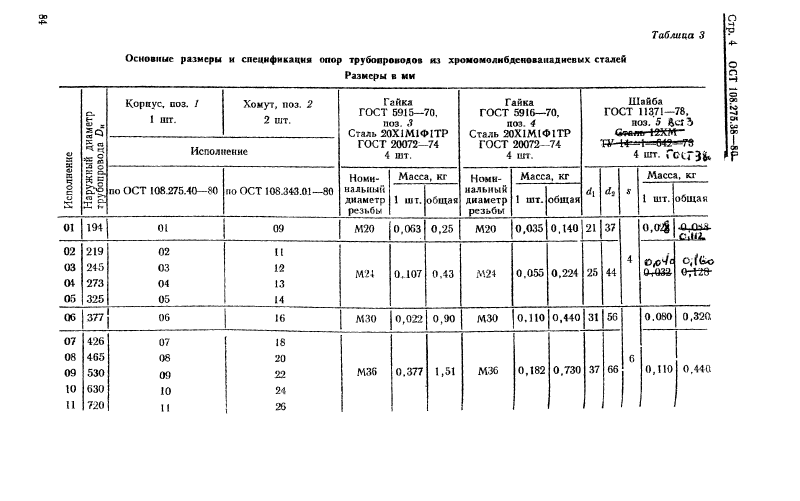 84
Стр. 4 ОСТ 108.275.38—80
Таблица 3
Основные размеры и спецификация опор трубопроводов из хромомолибденованадиевых сталей
Размеры в мм
Исполнение
Наружный диаметр трубопровода Dн
Корпус, поз. 1
1 шт.
Хомут, поз. 2
2 шт.
Исполнение
по ОСТ 108.275.40—80
по ОСТ 108.343.01—80
Гайка
ГОСТ 5915—70,
поз. 3
Сталь 20Х1М1Ф1ТР
ГОСТ 20072—74
4 шт.
Гайка
ГОСТ 5916—70,
поз. 4
Сталь 20Х1М1Ф1ТР
ГОСТ 20072—74
4 шт.
Шайба
ГОСТ 11371—78,
поз. 5 Вст3
Сталь 12ХМ
ТУ 14—1—642—73
4 шт. ГОСТ 38
Номинальный диаметр резьбы
Масса, кг
1 шт. общая
Номинальный диаметр резьбы
Масса, кг
1 шт. общая
d1 d2 s
Масса, кг
1 шт. общая
01 194 01 09 М20 0,063 0,25 М20 0,035 0,140 21 37 0,028 0,088
0,112
02 219 02 11
03 245 03 12 М24 0,107 0,43 М24 0,055 0,224 25 44 4 0,040 0,160
0,032 0,128
04 273 04 13
05 325 05 14
06 377 06 16 М30 0,022 0,90 М30 0,110 0,440 31 56 0,080 0,320
07 426 07 18
08 465 08 20 6
09 530 09 22 М36 0,377 1,51 М36 0,182 0,730 37 66 0,110 0,440
10 630 10 24
11 720 11 26